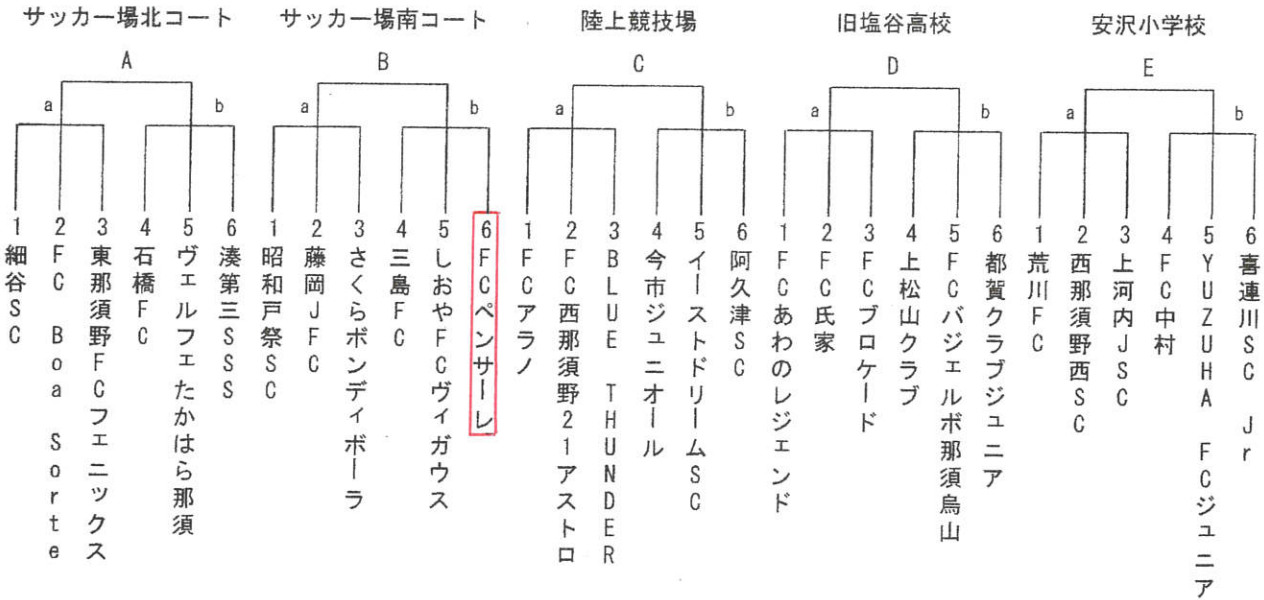 サッカー場北コート
サッカー場南コート
陸上競技場
旧塩谷高校
安沢小学校
A
B
C
D
E
a
b
a
b
a
b
a
b
a
b
1細谷SC
2FC Boa Sorte
3東那須野FCフェニックス
4石橋FC
5ヴェルフェたかはら那須
6湊第三SSS
1昭和戸祭SC
2藤岡JFC
3さくらボンディボーラ
4三島FC
5しおやFCヴィガウス
6FCペンサーレ
1FCアラノ
2FC西那須野21アストロ
3BLUE THUNDER
4今市ジュニオール
5イーストドリームSC
6阿久津SC
1FCあわのレジェンド
2FC氏家
3FCブロケード
4上松山クラブ
5FCバジェルボ那須烏山
6都賀クラブジュニア
1荒川FC
2西那須野西SC
3上河内JSC
4FC中村
5YUZUHA FCジュニア
6喜連川SC Jr